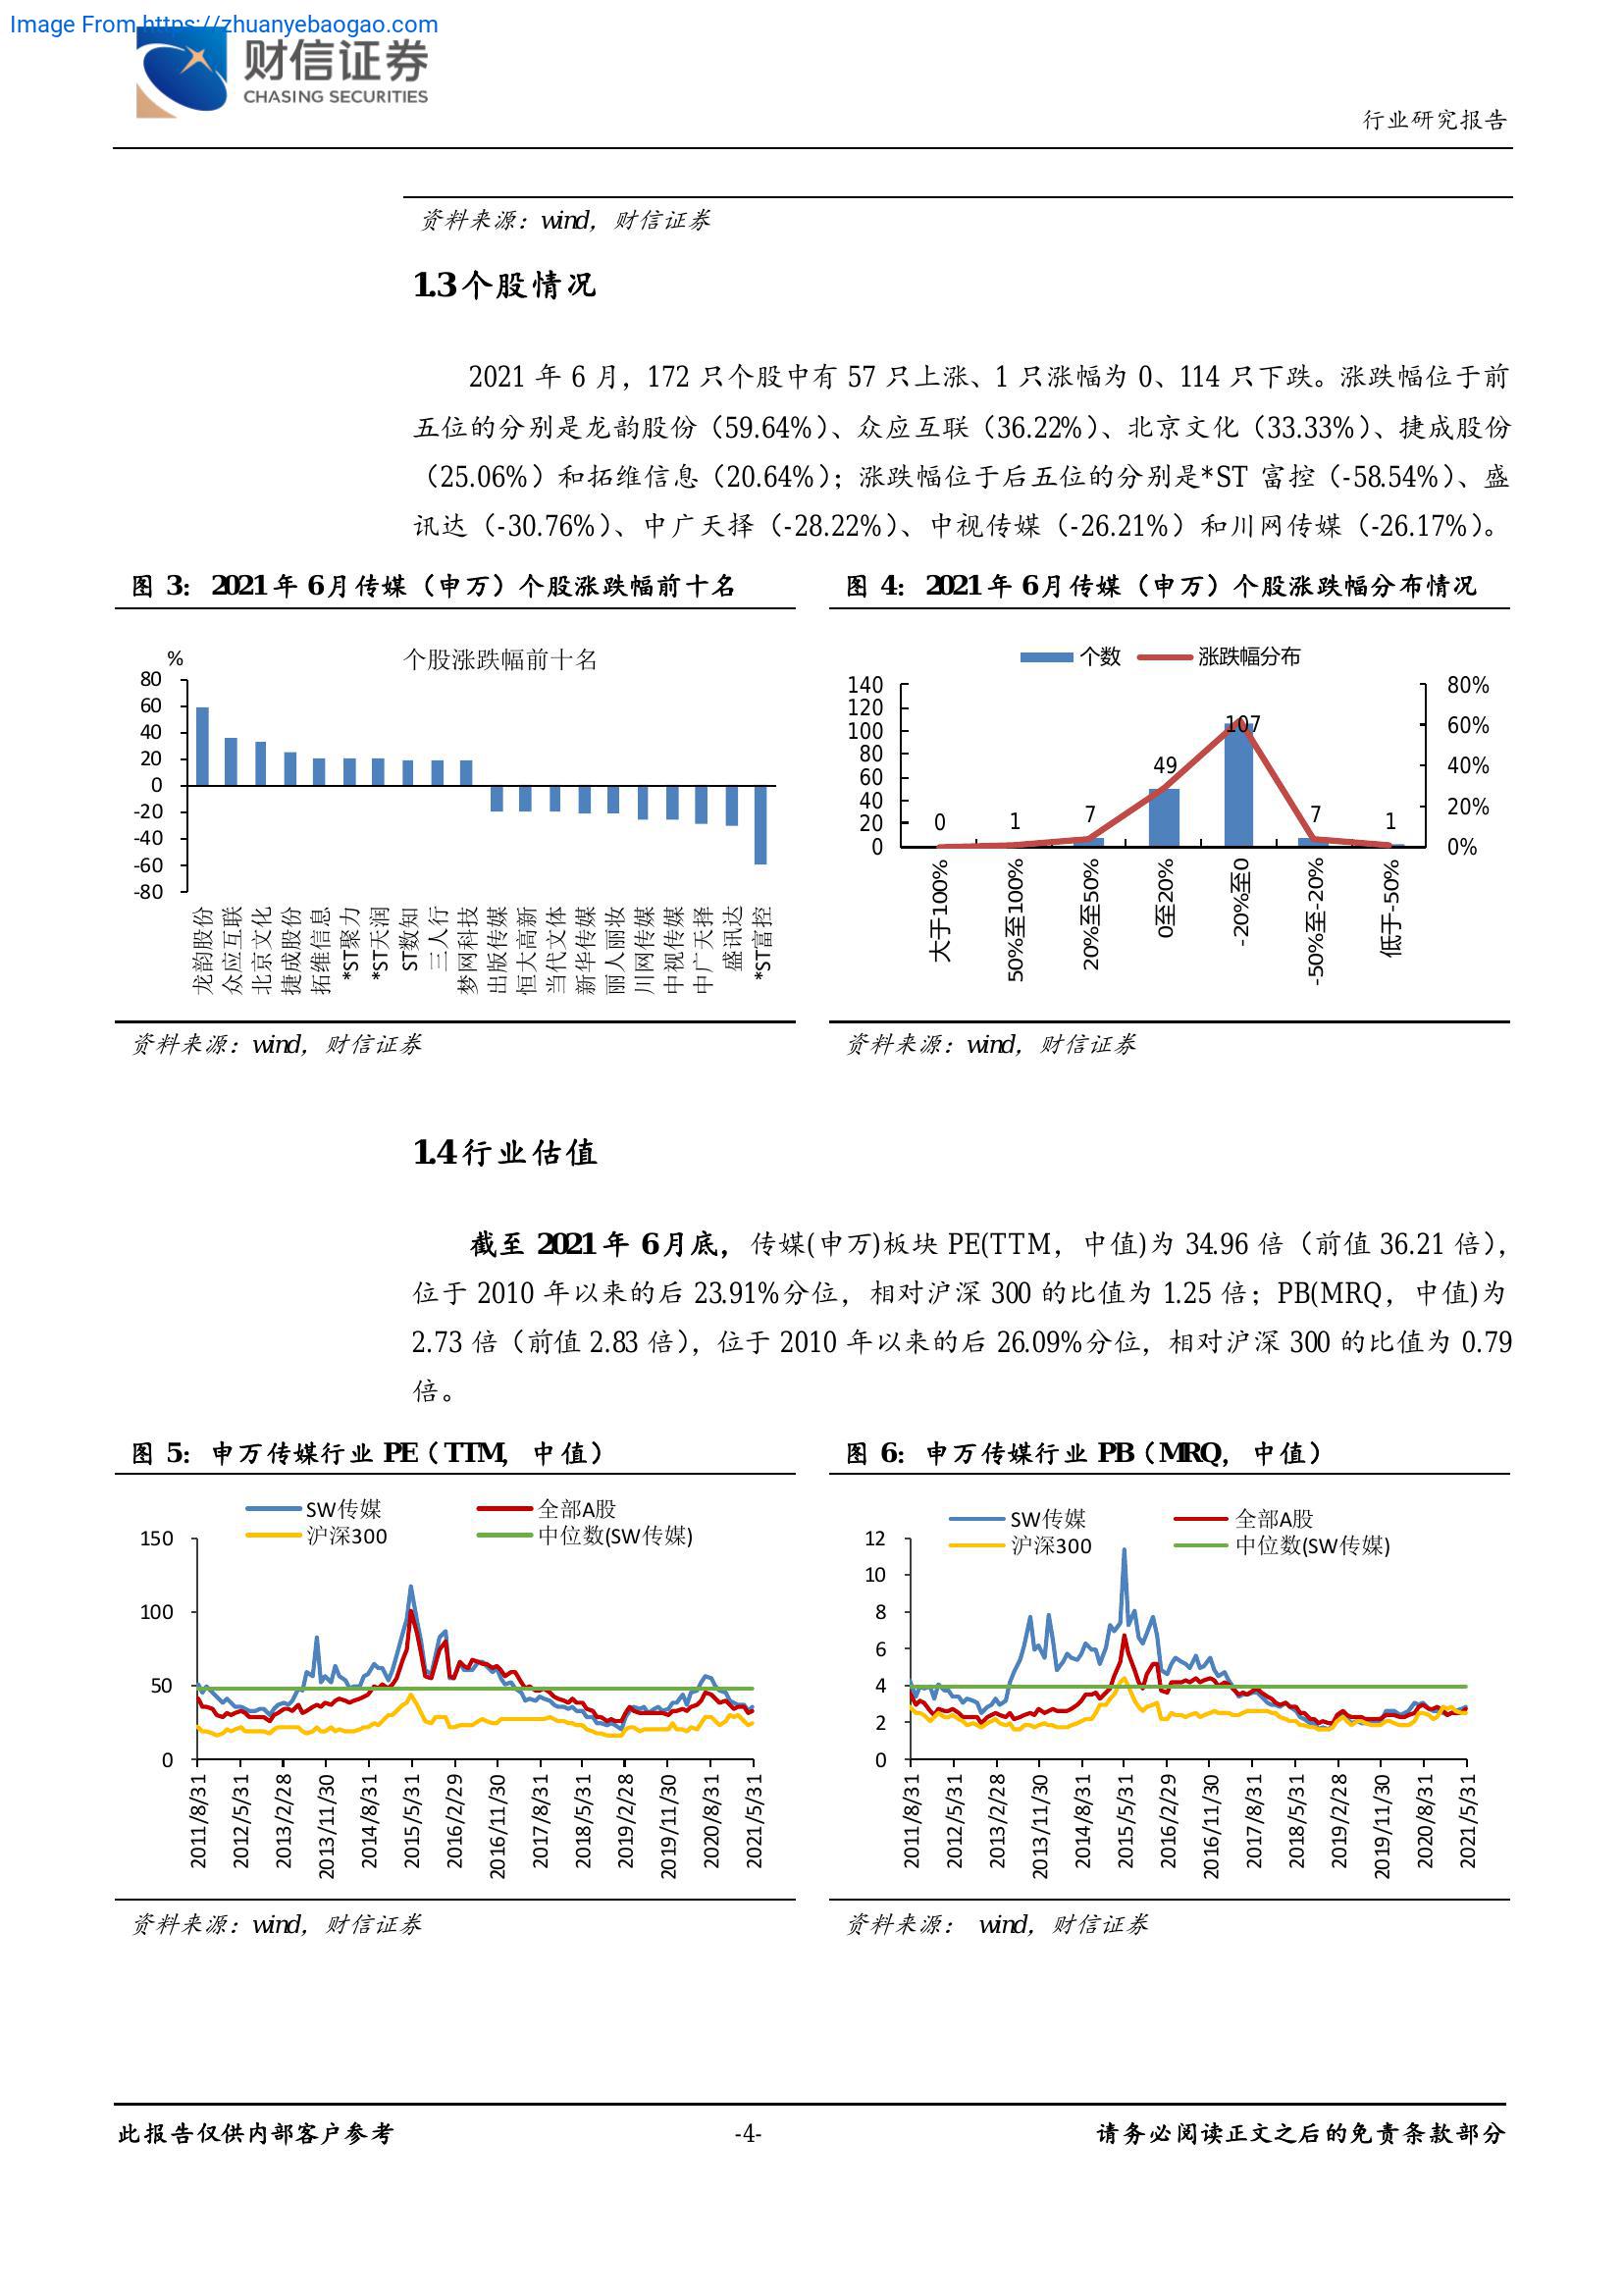 Image From https://zhuanyebaogao.com
财信证券
CHASING SECURITIES
行业研究报告
资料来源：wind，财信证券
1.3 个股情况
2021 年 6 月，172 只个股中有 57 只上涨、1 只涨幅为 0、114 只下跌。涨跌幅位于前
五位的分别是龙韵股份（59.64%）、众应互联（36.22%）、北京文化（33.33%）、捷成股份
（25.06%）和拓维信息（20.64%）；涨跌幅位于后五位的分别是*ST 富控（-58.54%）、盛
讯达（-30.76%）、中广天择（-28.22%）、中视传媒（-26.21%）和川网传媒（-26.17%）。
图 3：2021 年 6 月传媒（申万）个股涨跌幅前十名
%
个股涨跌幅前十名
80
60
40
20
0
-20
-40
-60
-80
龙韵股份
众应互联
北京文化
捷成股份
拓维信息
*ST聚力
*ST天润
ST数知
三人行
梦网科技
出版传媒
恒大高新
当代文体
新华传媒
丽人丽妆
川网传媒
中视传媒
中广天择
盛讯达
*ST富控
资料来源：wind，财信证券
图 4：2021 年 6 月传媒（申万）个股涨跌幅分布情况
个数 涨跌幅分布
140
120
100
80
60
40
20
0
80%
60%
40%
20%
0%
0
1
7
49
107
7
1
大于100%
50%至100%
20%至50%
0至20%
-20%至0
-50%至-20%
低于-50%
资料来源：wind，财信证券
1.4 行业估值
截至 2021 年 6 月底，传媒(申万)板块 PE(TTM，中值)为 34.96 倍（前值 36.21 倍），
位于 2010 年以来的后 23.91%分位，相对沪深 300 的比值为 1.25 倍；PB(MRQ，中值)为
2.73 倍（前值 2.83 倍），位于 2010 年以来的后 26.09%分位，相对沪深 300 的比值为 0.79
倍。
图 5：申万传媒行业 PE（TTM，中值）
SW传媒 全部A股
沪深300 中位数(SW传媒)
150
100
50
0
2011/8/31
2012/5/31
2013/2/28
2013/11/30
2014/8/31
2015/5/31
2016/2/29
2016/11/30
2017/8/31
2018/5/31
2019/2/28
2019/11/30
2020/8/31
2021/5/31
资料来源：wind，财信证券
图 6：申万传媒行业 PB（MRQ，中值）
SW传媒 全部A股
沪深300 中位数(SW传媒)
12
10
8
6
4
2
0
2011/8/31
2012/5/31
2013/2/28
2013/11/30
2014/8/31
2015/5/31
2016/2/29
2016/11/30
2017/8/31
2018/5/31
2019/2/28
2019/11/30
2020/8/31
2021/5/31
资料来源： wind，财信证券
此报告仅供内部客户参考
-4-
请务必阅读正文之后的免责条款部分